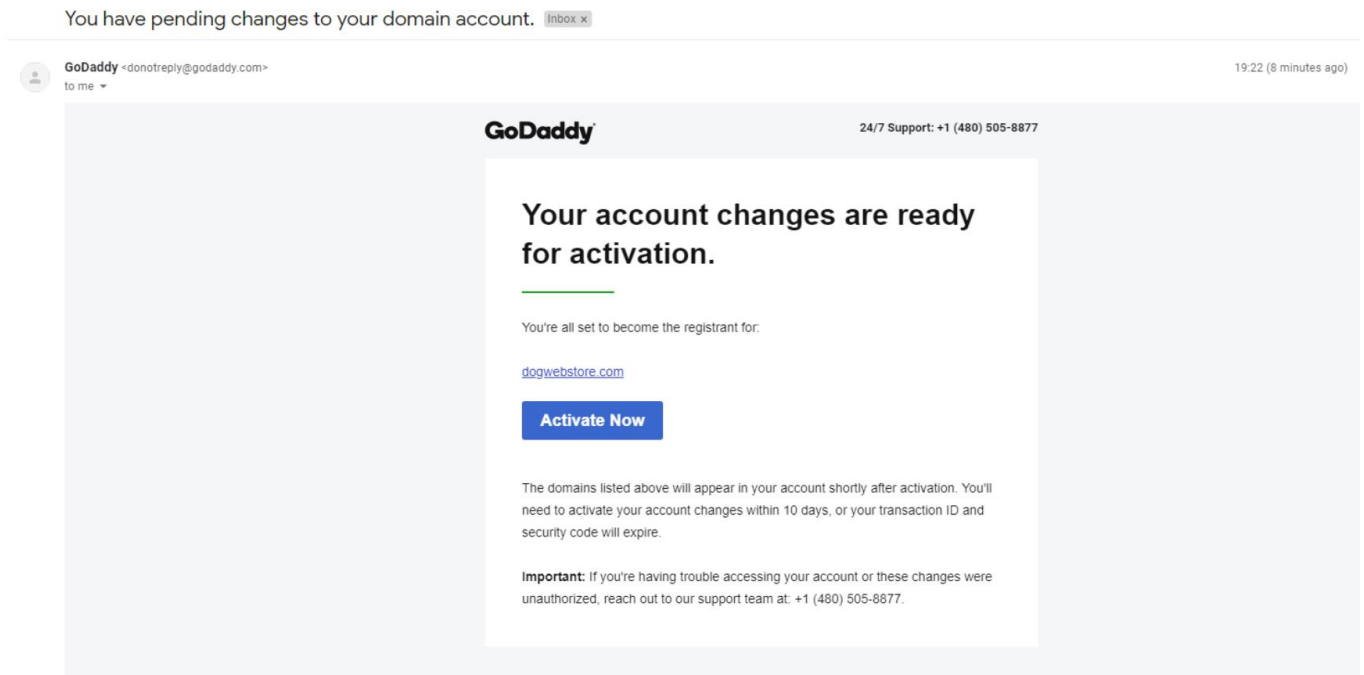 You have pending changes to your domain account. Inbox x
GoDaddy <donotreply@godaddy.com> 19:22 (8 minutes ago)
to me
GoDaddy 24/7 Support: +1 (480) 505-8877
Your account changes are ready
for activation.
You're all set to become the registrant for:
dogwebstore.com
Activate Now
The domains listed above will appear in your account shortly after activation. You'll
need to activate your account changes within 10 days, or your transaction ID and
security code will expire.
Important: If you're having trouble accessing your account or these changes were
unauthorized, reach out to our support team at: +1 (480) 505-8877.